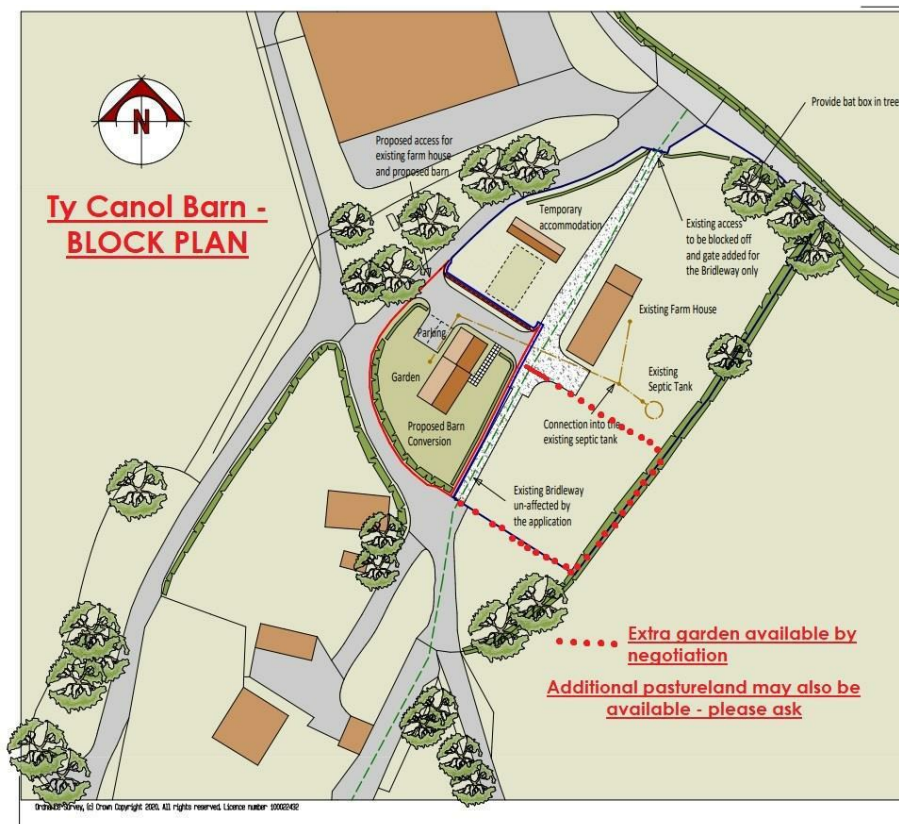 N
Ty Canol Barn -
BLOCK PLAN
Proposed access for
existing farm house
and proposed barn
Provide bat box in tree
Temporary
accommodation
Existing access
to be blocked off
and gate added for
the Bridleway only
Existing Farm House
Parking
Garden
Existing
Septic Tank
Proposed Barn
Conversion
Connection into the
existing septic tank
Existing Bridleway
un-affected by
the application
Extra garden available by
negotiation
Additional pastureland may also be
available - please ask
Ordnance Survey, (c) Crown Copyright 2020. All rights reserved. Licence number 100022432